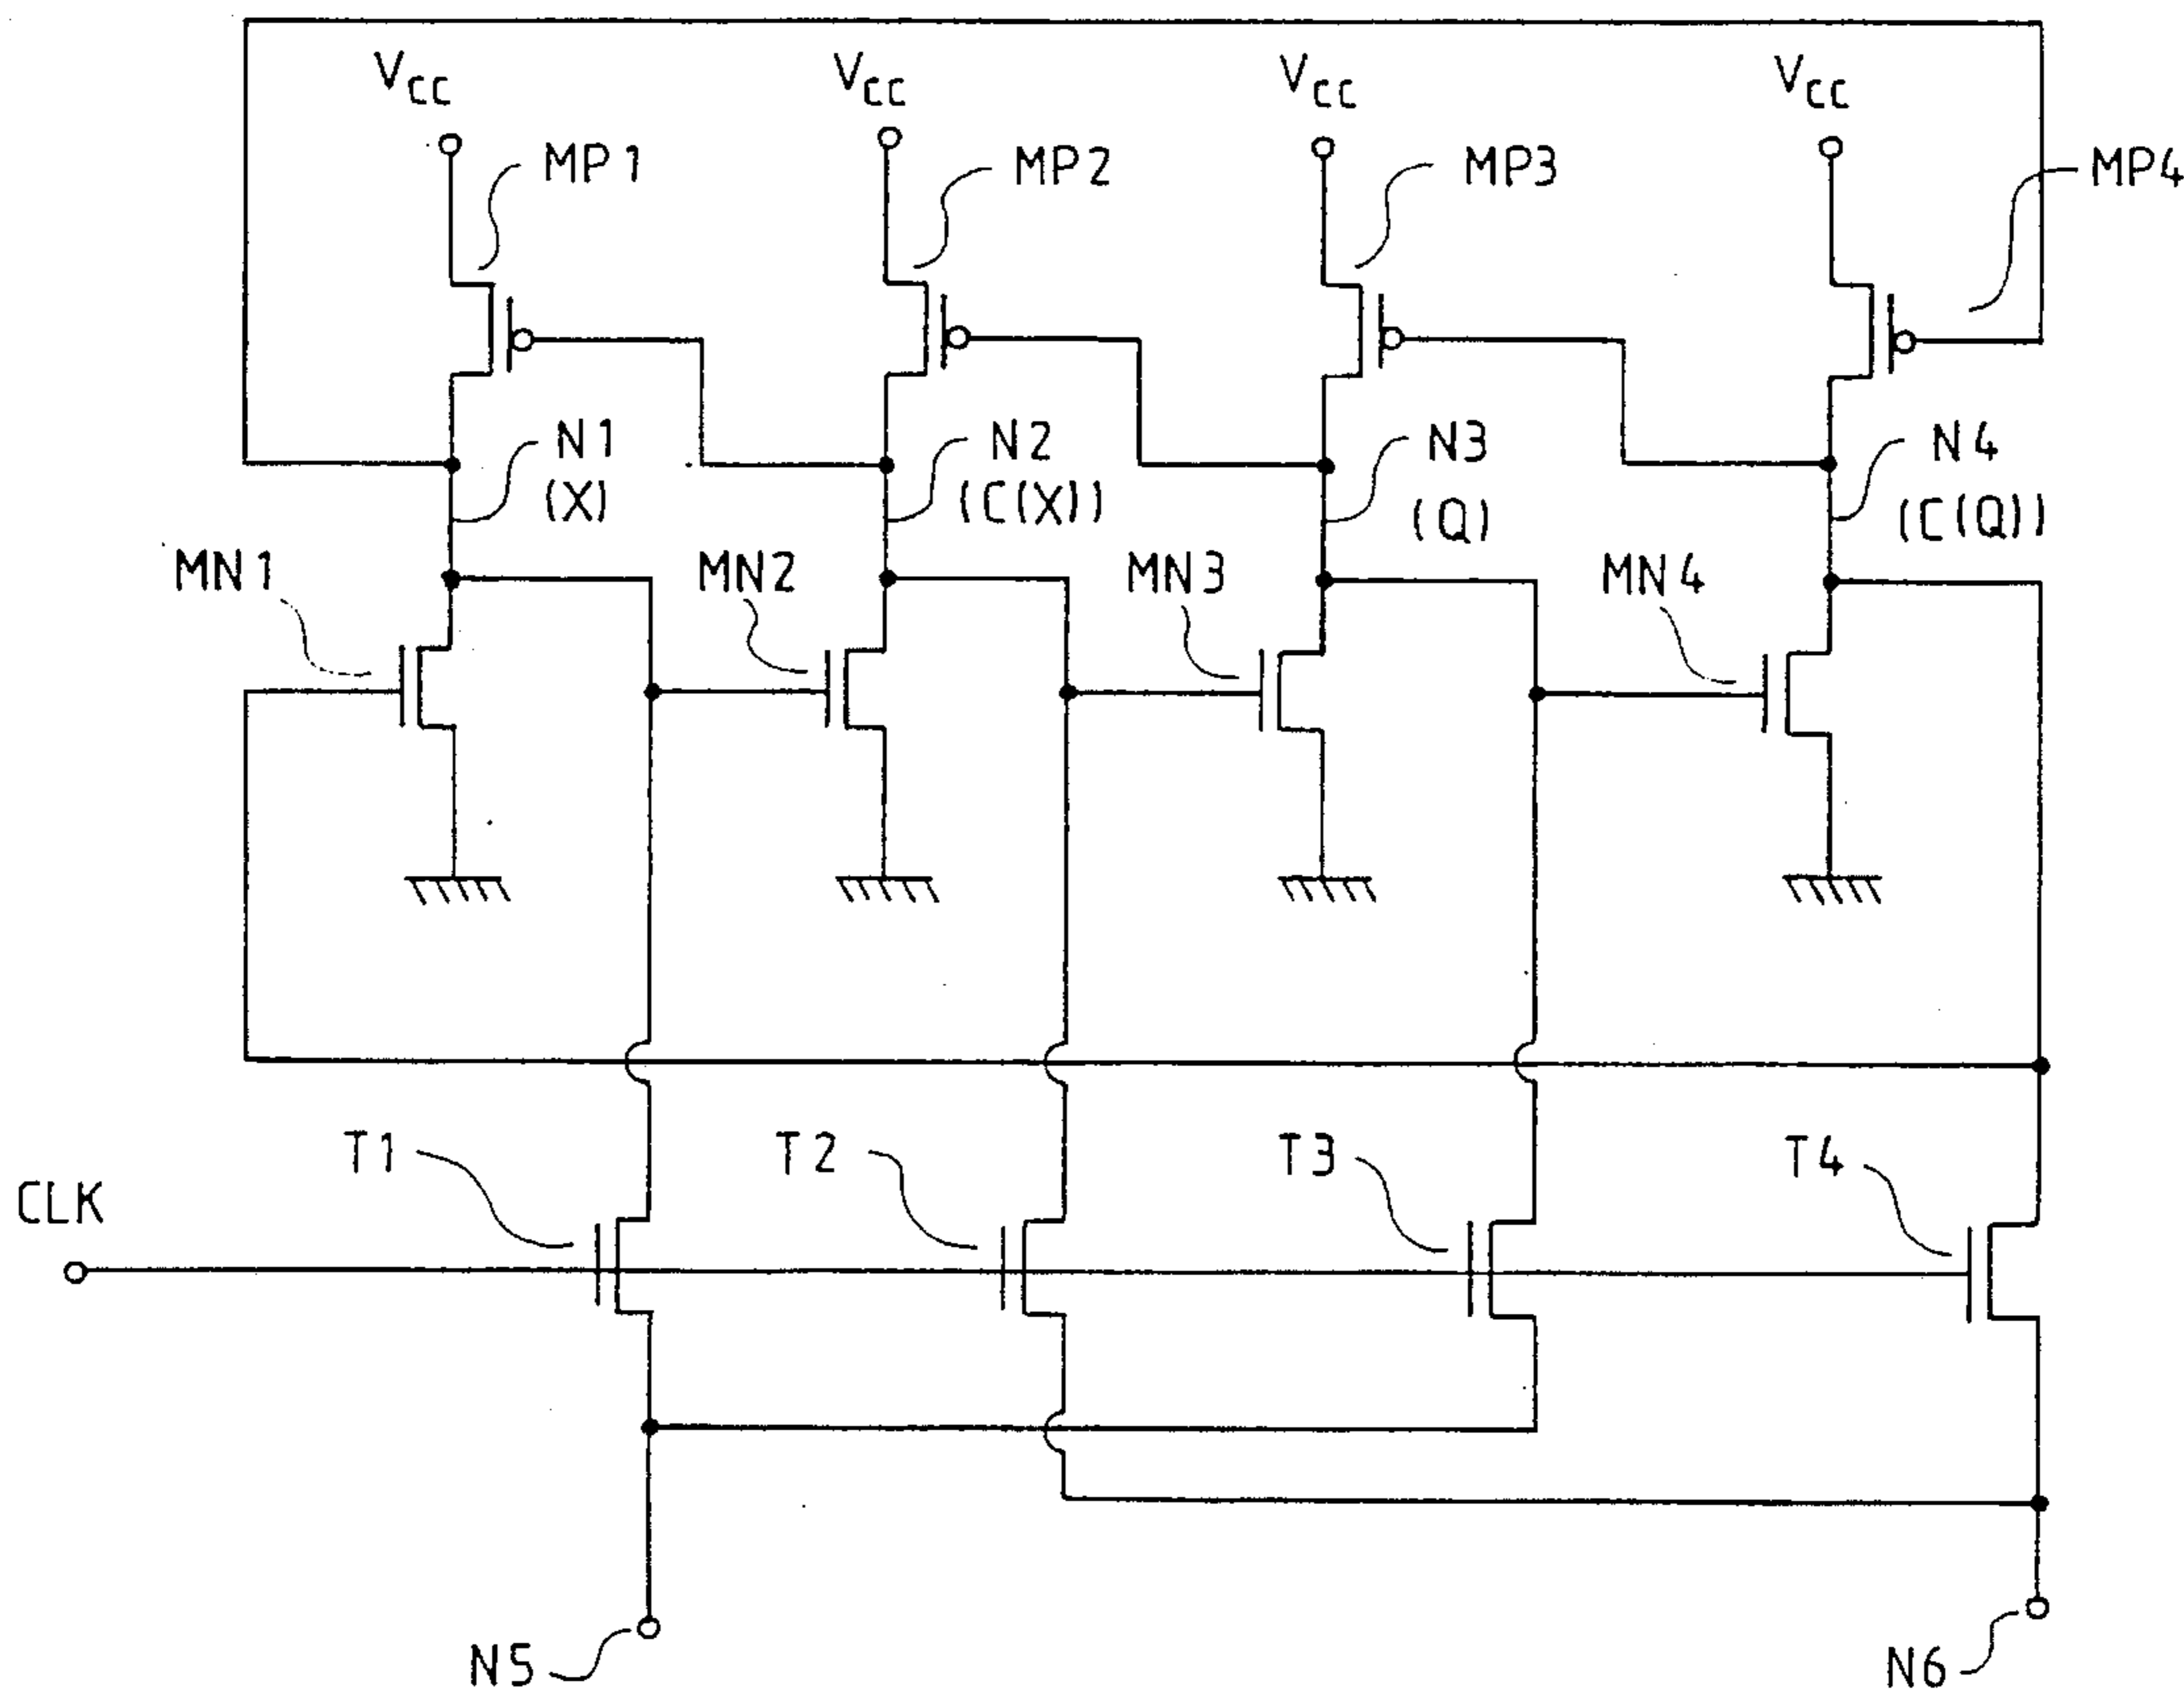 VCC VCC VCC VCC
MP1 MP2 MP3 MP4
N1 N2 N3 N4
(X) (C(X)) (Q) (C(Q))
MN1 MN2 MN3 MN4
T1 T2 T3 T4
CLK
N5 N6